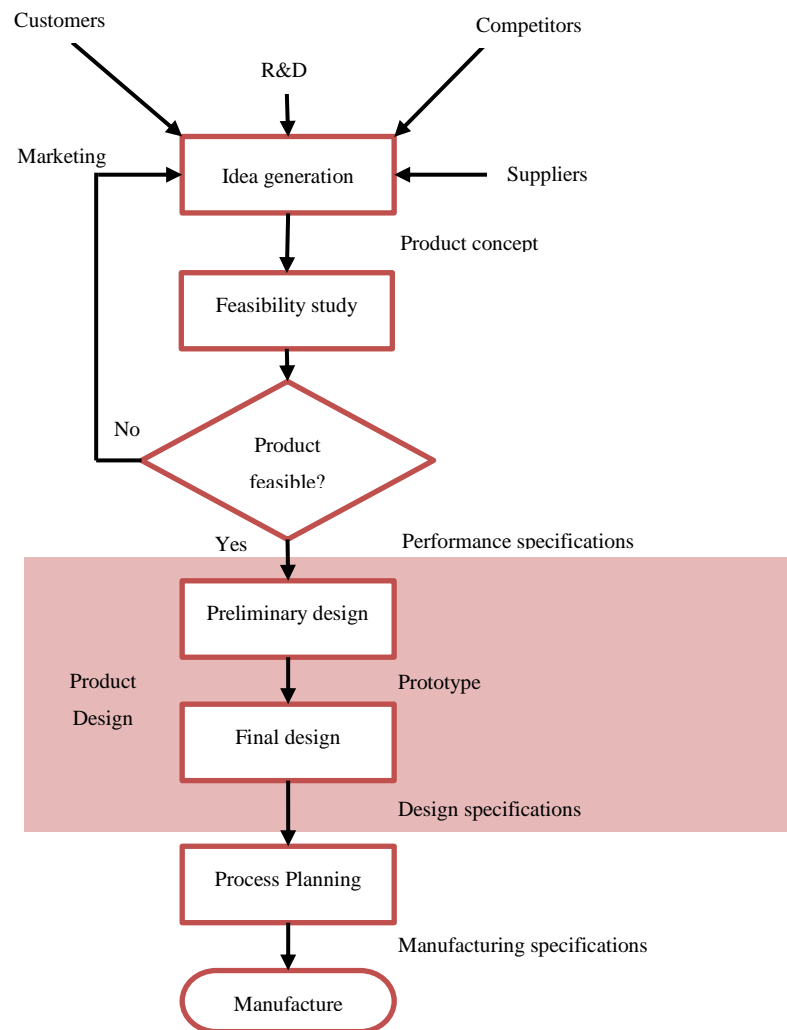 Customers
Competitors
R&D
Marketing
Idea generation
Suppliers
Product concept
Feasibility study
No
Product
feasible?
Yes
Performance specifications
Preliminary design
Product
Design
Prototype
Final design
Design specifications
Process Planning
Manufacturing specifications
Manufacture